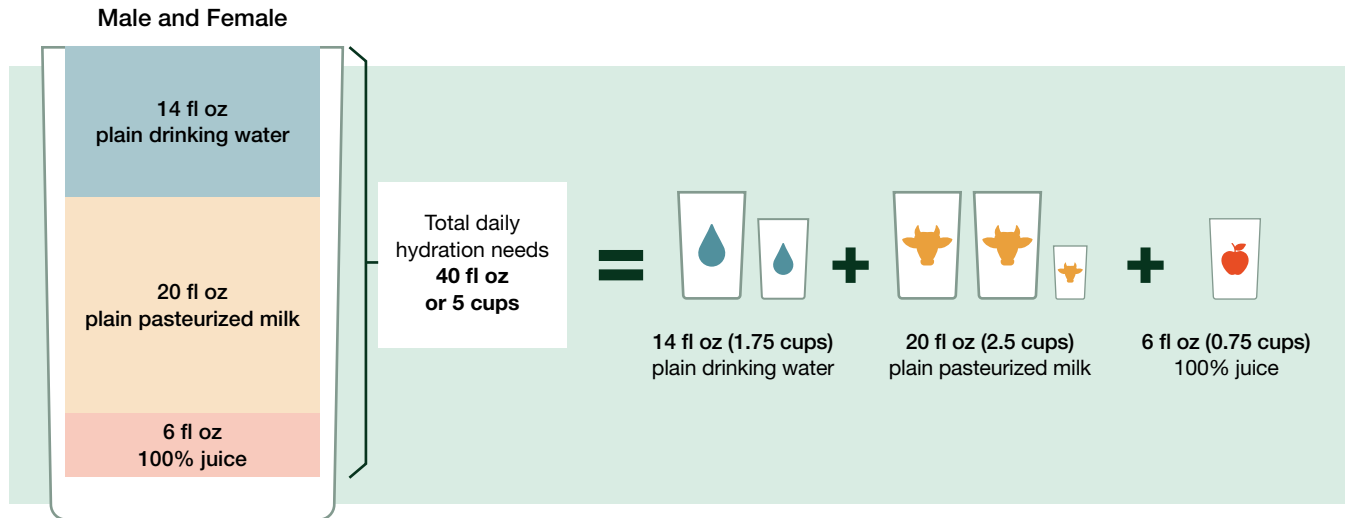 Male and Female
14 fl oz
plain drinking water
20 fl oz
plain pasteurized milk
6 fl oz
100% juice
Total daily
hydration needs
40 fl oz
or 5 cups
=
+
+
14 fl oz (1.75 cups)
plain drinking water
20 fl oz (2.5 cups)
plain pasteurized milk
6 fl oz (0.75 cups)
100% juice